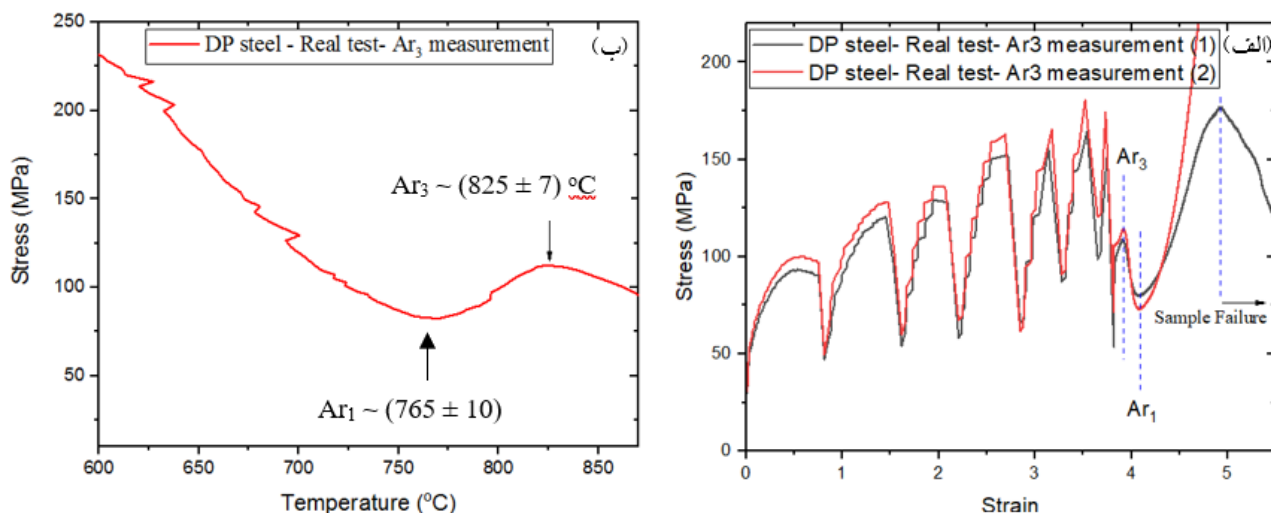 250
200
150
100
50
Stress (MPa)
DP steel - Real test- Ar₃ measurement
(ب)
Ar₃ ~ (825 ± 7) °C
Ar₁ ~ (765 ± 10)
600 650 700 750 800 850
Temperature (°C)
200
150
100
50
0
Stress (MPa)
DP steel- Real test- Ar3 measurement (1)
DP steel- Real test- Ar3 measurement (2)
(الف)
Ar₃
Sample Failure
Ar₁
0 1 2 3 4 5
Strain